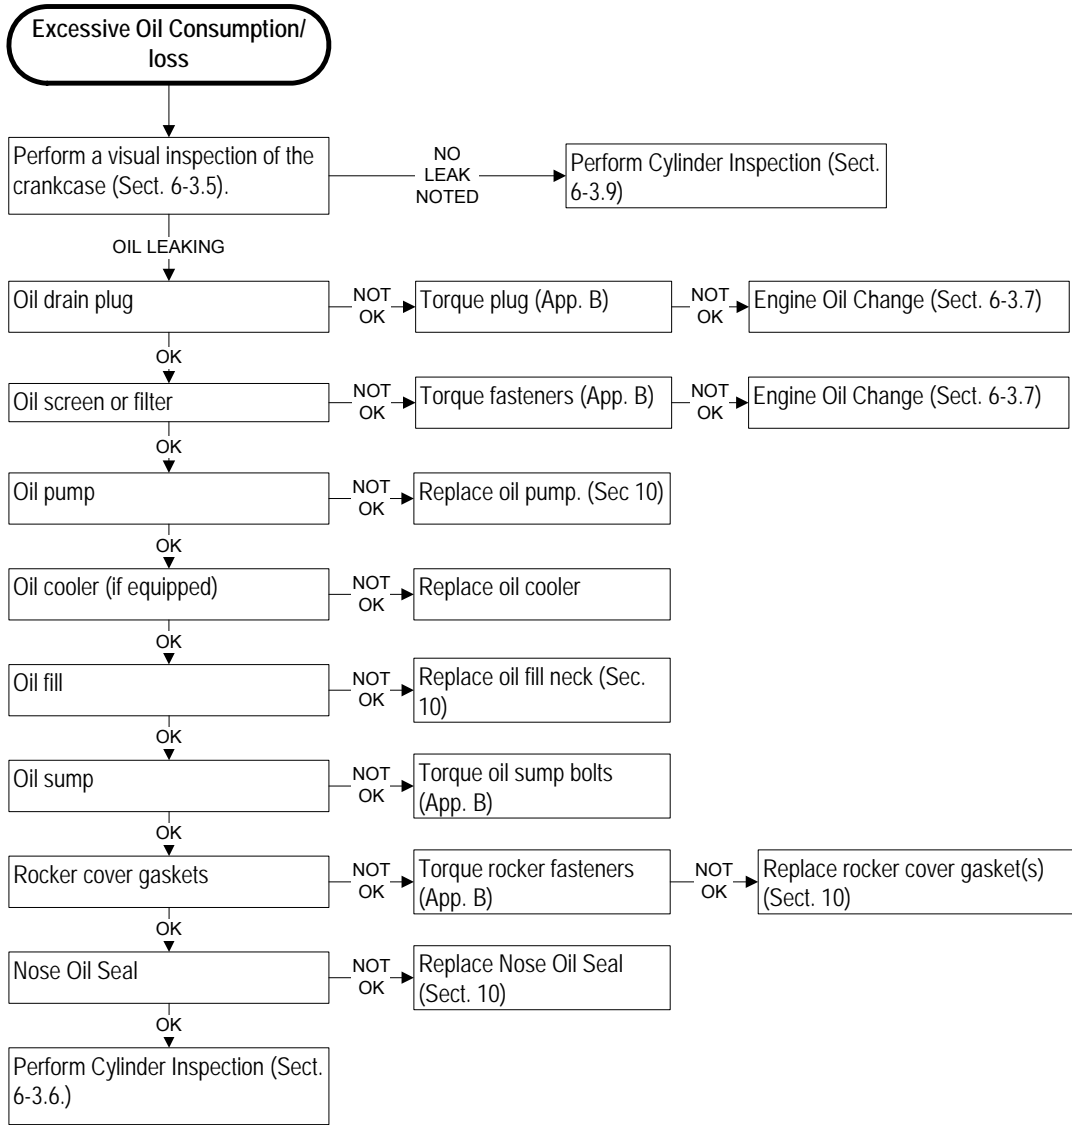 Excessive Oil Consumption/
loss
Perform a visual inspection of the
crankcase (Sect. 6-3.5).
NO
LEAK
NOTED
Perform Cylinder Inspection (Sect.
6-3.9)
OIL LEAKING
Oil drain plug
NOT
OK
Torque plug (App. B)
NOT
OK
Engine Oil Change (Sect. 6-3.7)
OK
Oil screen or filter
NOT
OK
Torque fasteners (App. B)
NOT
OK
Engine Oil Change (Sect. 6-3.7)
OK
Oil pump
NOT
OK
Replace oil pump. (Sec 10)
OK
Oil cooler (if equipped)
NOT
OK
Replace oil cooler
OK
Oil fill
NOT
OK
Replace oil fill neck (Sec.
10)
OK
Oil sump
NOT
OK
Torque oil sump bolts
(App. B)
OK
Rocker cover gaskets
NOT
OK
Torque rocker fasteners
(App. B)
NOT
OK
Replace rocker cover gasket(s)
(Sect. 10)
OK
Nose Oil Seal
NOT
OK
Replace Nose Oil Seal
(Sect. 10)
OK
Perform Cylinder Inspection (Sect.
6-3.6.)